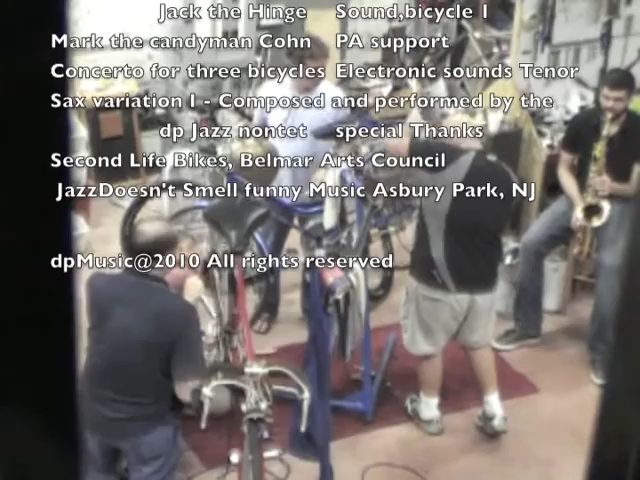 Jack the Hinge Sound,bicycle 1
Mark the candyman Cohn PA support
Concerto for three bicycles Electronic sounds Tenor
Sax variation I - Composed and performed by the
dp Jazz nontet special Thanks
Second Life Bikes, Belmar Arts Council
JazzDoesn't Smell funny Music Asbury Park, NJ
dpMusic@2010 All rights reserved